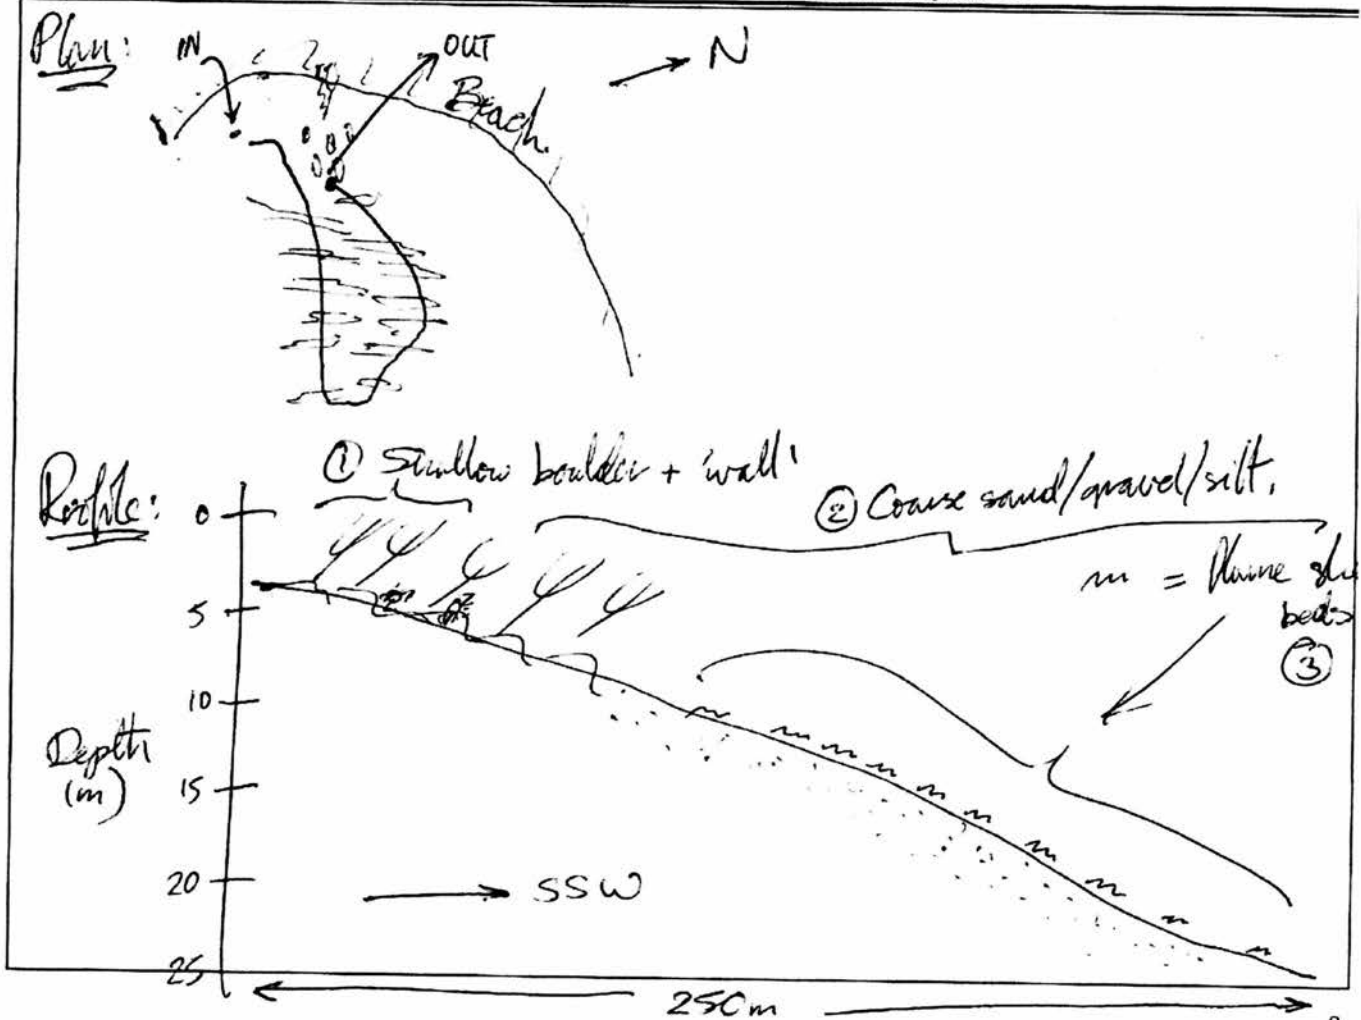 Plan:
IN
OUT
N
Beach.
Profile:
① Shallow boulder + 'wall'
② Coarse sand/gravel/silt.
m = Plume
beds
③
0
5
10
15
20
25
Depth
(m)
SSW
250m